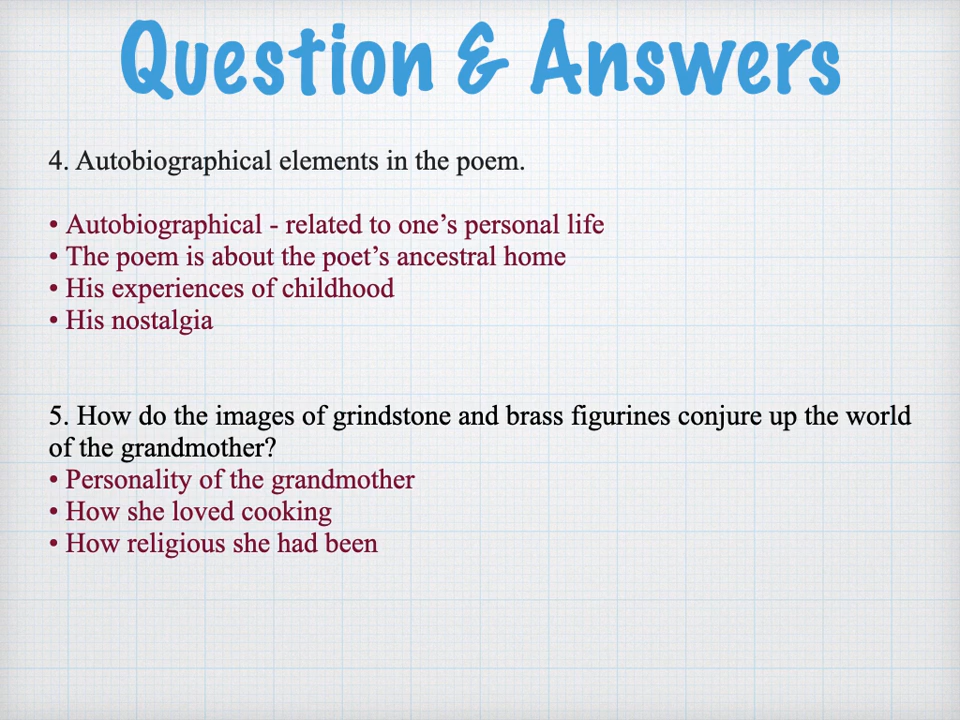 Question & Answers
4. Autobiographical elements in the poem.
• Autobiographical - related to one’s personal life
• The poem is about the poet’s ancestral home
• His experiences of childhood
• His nostalgia
5. How do the images of grindstone and brass figurines conjure up the world
of the grandmother?
• Personality of the grandmother
• How she loved cooking
• How religious she had been